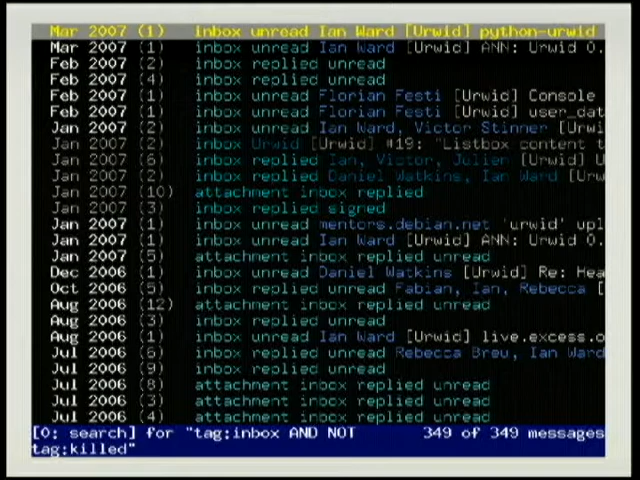 Mar 2007 (1) inbox unread Ian Ward [Urwid] python-urwid
Mar 2007 (1) inbox unread Ian Ward [Urwid] ANN: Urwid 0.
Feb 2007 (2) inbox replied unread
Feb 2007 (4) inbox replied unread
Feb 2007 (1) inbox unread Florian Festi [Urwid] Console
Feb 2007 (1) inbox unread Florian Festi [Urwid] user_dat
Jan 2007 (2) inbox unread Ian Ward, Victor Stinner [Urwi
Jan 2007 (2) inbox Urwid [Urwid] #19: "Listbox content t
Jan 2007 (6) inbox replied Ian, Victor, Julien [Urwid] U
Jan 2007 (2) inbox replied Daniel Watkins, Ian Ward [Urw
Jan 2007 (10) attachment inbox replied
Jan 2007 (3) inbox replied signed
Jan 2007 (1) inbox unread mentors.debian.net 'urwid' upl
Jan 2007 (1) inbox unread Ian Ward [Urwid] ANN: Urwid 0.
Jan 2007 (5) attachment inbox replied unread
Dec 2006 (1) inbox unread Daniel Watkins [Urwid] Re: Hea
Oct 2006 (5) inbox replied unread Fabian, Ian, Rebecca [
Aug 2006 (12) attachment inbox replied unread
Aug 2006 (3) inbox replied unread
Aug 2006 (1) inbox unread Ian Ward [Urwid] live.excess.o
Jul 2006 (6) inbox replied unread Rebecca Breu, Ian Ward
Jul 2006 (9) inbox replied unread
Jul 2006 (8) attachment inbox replied unread
Jul 2006 (3) attachment inbox replied unread
Jul 2006 (4) attachment inbox replied unread
[0: search] for "tag:inbox AND NOT 349 of 349 messages
tag:killed"